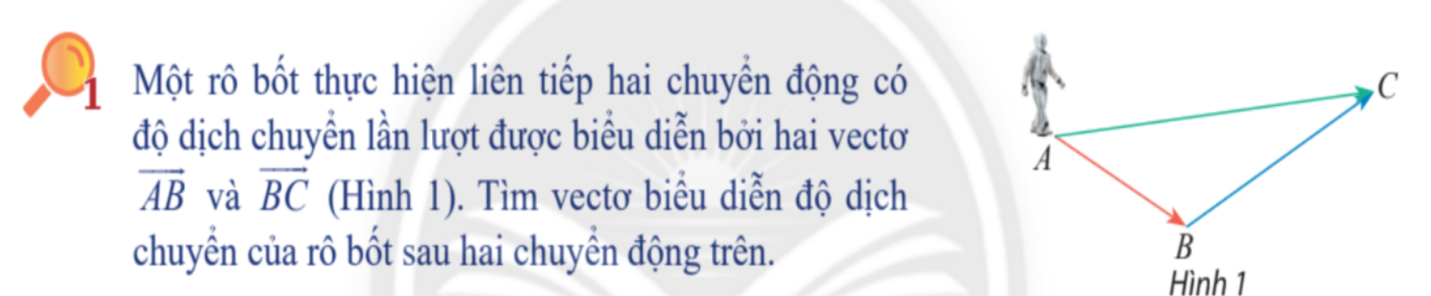 1
Một rô bốt thực hiện liên tiếp hai chuyển động có
độ dịch chuyển lần lượt được biểu diễn bởi hai vectơ
$\overrightarrow{AB}$ và $\overrightarrow{BC}$ (Hình 1). Tìm vectơ biểu diễn độ dịch
chuyển của rô bốt sau hai chuyển động trên.
C
A
B
Hình 1